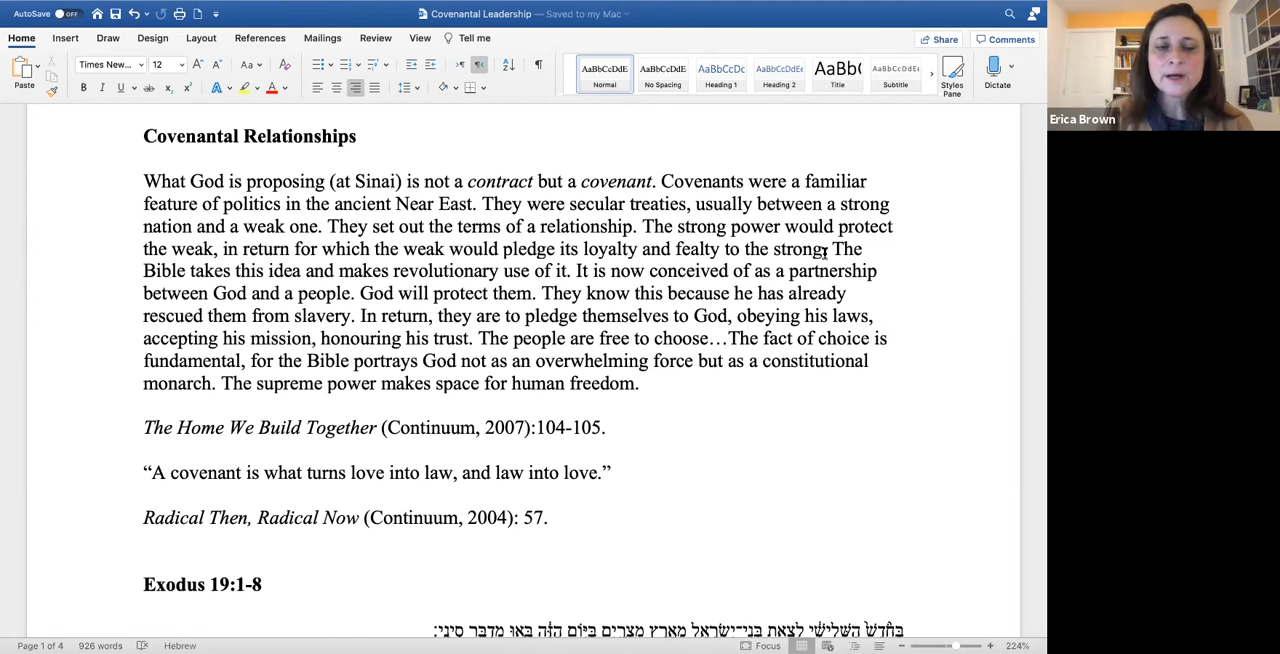 AutoSave OFF
Covenantal Leadership — Saved to my Mac
Home Insert Draw Design Layout References Mailings Review View Tell me
Share Comments
Paste
Times New... 12
AaBbCcDdE AaBbCcDdE AaBbCcDc AaBbCcDdE AaBb( AaBbCcDdE
Normal No Spacing Heading 1 Heading 2 Title Subtitle
Styles Pane
Dictate
Erica Brown
Covenantal Relationships
What God is proposing (at Sinai) is not a contract but a covenant. Covenants were a familiar
feature of politics in the ancient Near East. They were secular treaties, usually between a strong
nation and a weak one. They set out the terms of a relationship. The strong power would protect
the weak, in return for which the weak would pledge its loyalty and fealty to the strong. The
Bible takes this idea and makes revolutionary use of it. It is now conceived of as a partnership
between God and a people. God will protect them. They know this because he has already
rescued them from slavery. In return, they are to pledge themselves to God, obeying his laws,
accepting his mission, honouring his trust. The people are free to choose…The fact of choice is
fundamental, for the Bible portrays God not as an overwhelming force but as a constitutional
monarch. The supreme power makes space for human freedom.
The Home We Build Together (Continuum, 2007):104-105.
“A covenant is what turns love into law, and law into love.”
Radical Then, Radical Now (Continuum, 2004): 57.
Exodus 19:1-8
בַּחֹ֙דֶשׁ֙ הַשְּׁלִישִׁ֔י לְצֵ֥את בְּנֵי־יִשְׂרָאֵ֖ל מֵאֶ֣רֶץ מִצְרָ֑יִם בַּיּ֣וֹם הַזֶּ֔ה בָּ֖אוּ מִדְבַּ֥ר סִינָֽי׃
Page 1 of 4 926 words Hebrew Focus 224%